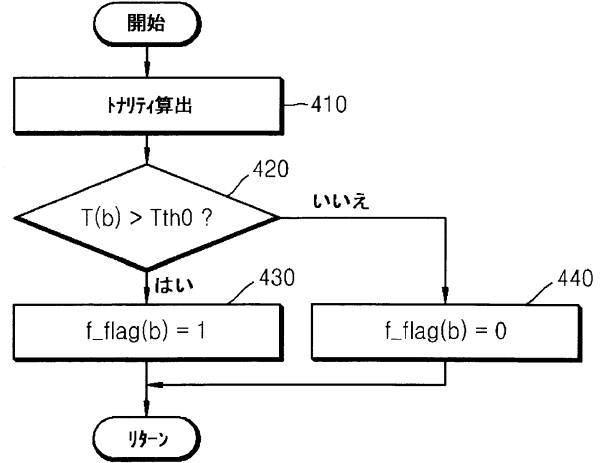 開始
ﾄﾅﾘﾃｨ算出
410
420
T(b) > Tth0 ?
いいえ
はい
430
440
f_flag(b) = 1
f_flag(b) = 0
ﾘﾀｰﾝ